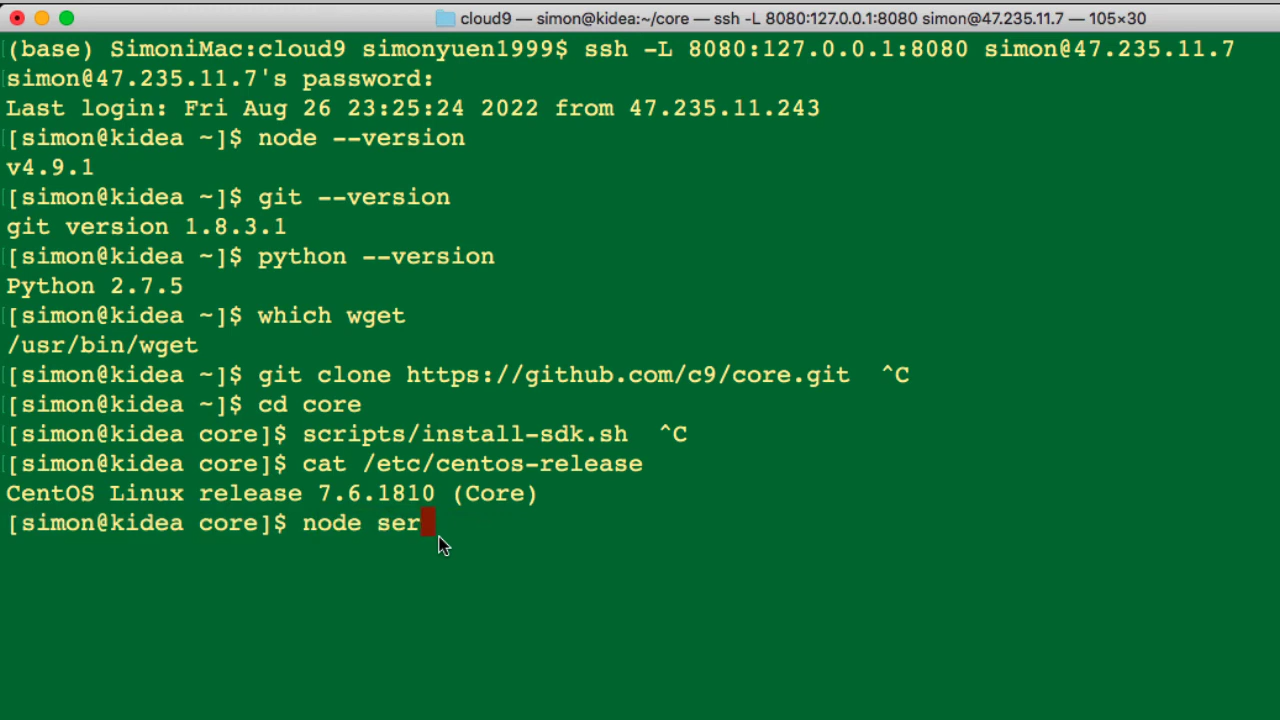 cloud9 — simon@kidea:~/core — ssh -L 8080:127.0.0.1:8080 simon@47.235.11.7 — 105×30
(base) SimoniMac:cloud9 simonyuen1999$ ssh -L 8080:127.0.0.1:8080 simon@47.235.11.7
simon@47.235.11.7's password:
Last login: Fri Aug 26 23:25:24 2022 from 47.235.11.243
[simon@kidea ~]$ node --version
v4.9.1
[simon@kidea ~]$ git --version
git version 1.8.3.1
[simon@kidea ~]$ python --version
Python 2.7.5
[simon@kidea ~]$ which wget
/usr/bin/wget
[simon@kidea ~]$ git clone https://github.com/c9/core.git  ^C
[simon@kidea ~]$ cd core
[simon@kidea core]$ scripts/install-sdk.sh  ^C
[simon@kidea core]$ cat /etc/centos-release
CentOS Linux release 7.6.1810 (Core)
[simon@kidea core]$ node ser